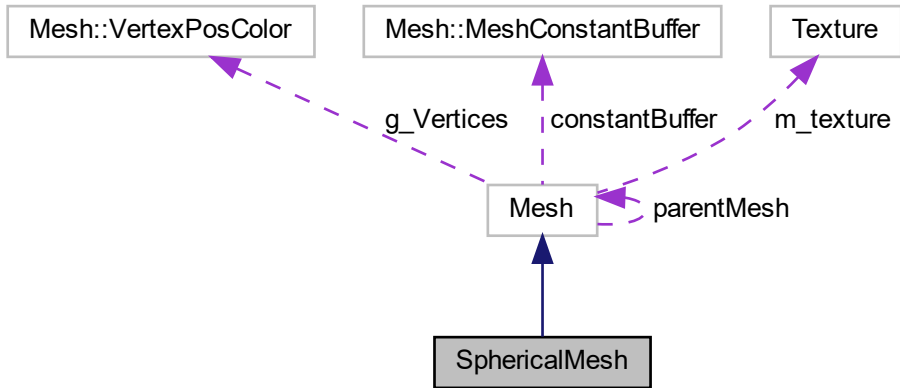 Mesh::VertexPosColor
Mesh::MeshConstantBuffer
Texture
g_Vertices
constantBuffer
m_texture
Mesh
parentMesh
SphericalMesh